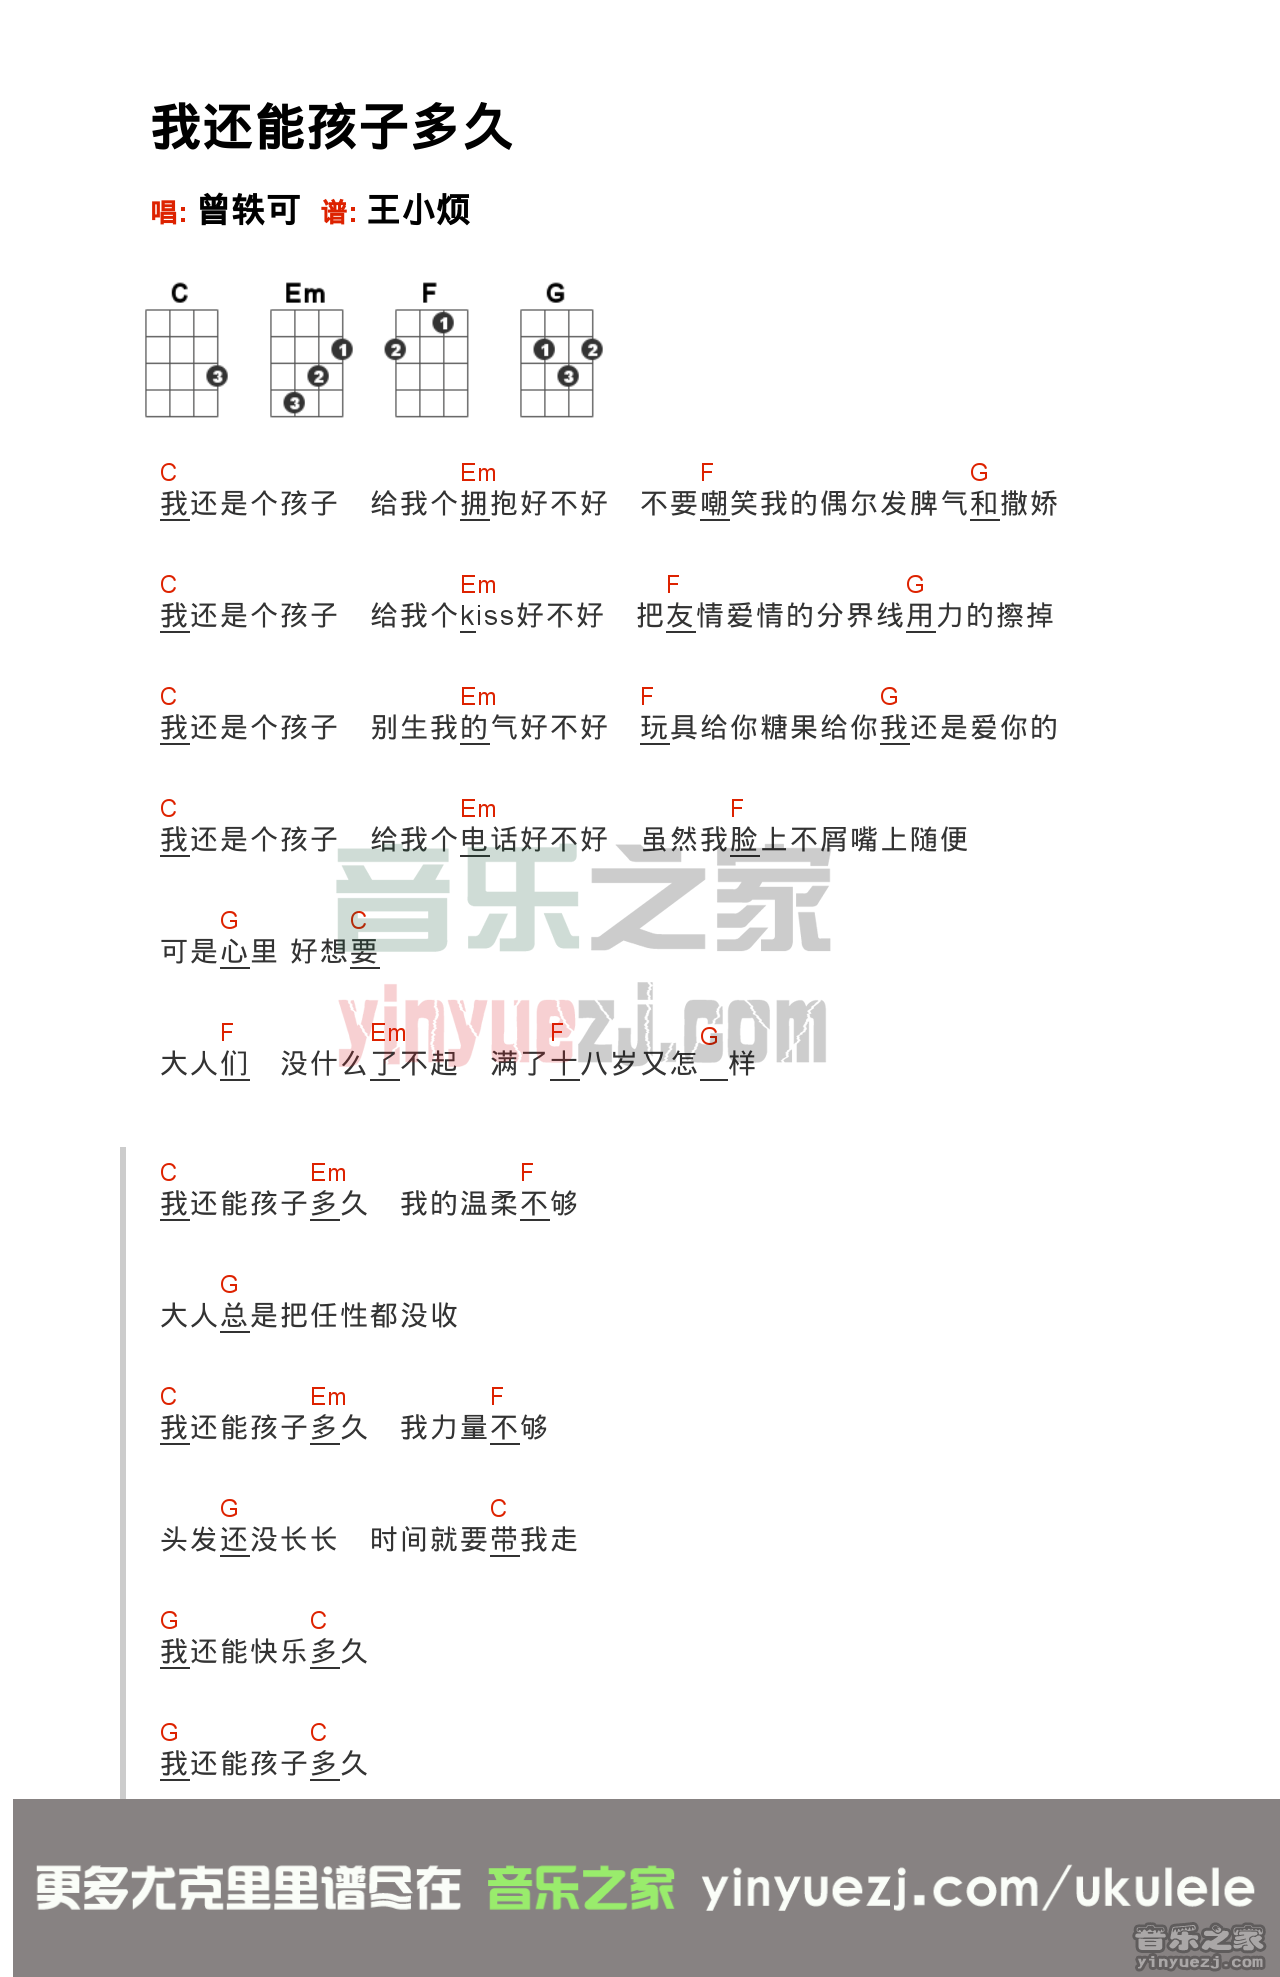 我还能孩子多久
唱: 曾轶可 谱: 王小烦
C Em F G
3 1 2 3 1 2 1 2 3
C Em F G
我还是个孩子 给我个拥抱好不好 不要嘲笑我的偶尔发脾气和撒娇
C Em F G
我还是个孩子 给我个kiss好不好 把友情爱情的分界线用力的擦掉
C Em F G
我还是个孩子 别生我的气好不好 玩具给你糖果给你我还是爱你的
C Em F
我还是个孩子 给我个电话好不好 虽然我脸上不屑嘴上随便
音乐之家
G C
可是心里 好想要
yinyuezj.com
F Em F G
大人们 没什么了不起 满了十八岁又怎 样
C Em F
我还能孩子多久 我的温柔不够
G
大人总是把任性都没收
C Em F
我还能孩子多久 我力量不够
G C
头发还没长长 时间就要带我走
G C
我还能快乐多久
G C
我还能孩子多久
更多尤克里里谱尽在 音乐之家 yinyuezj.com/ukulele
音乐之家
yinyuezj.com